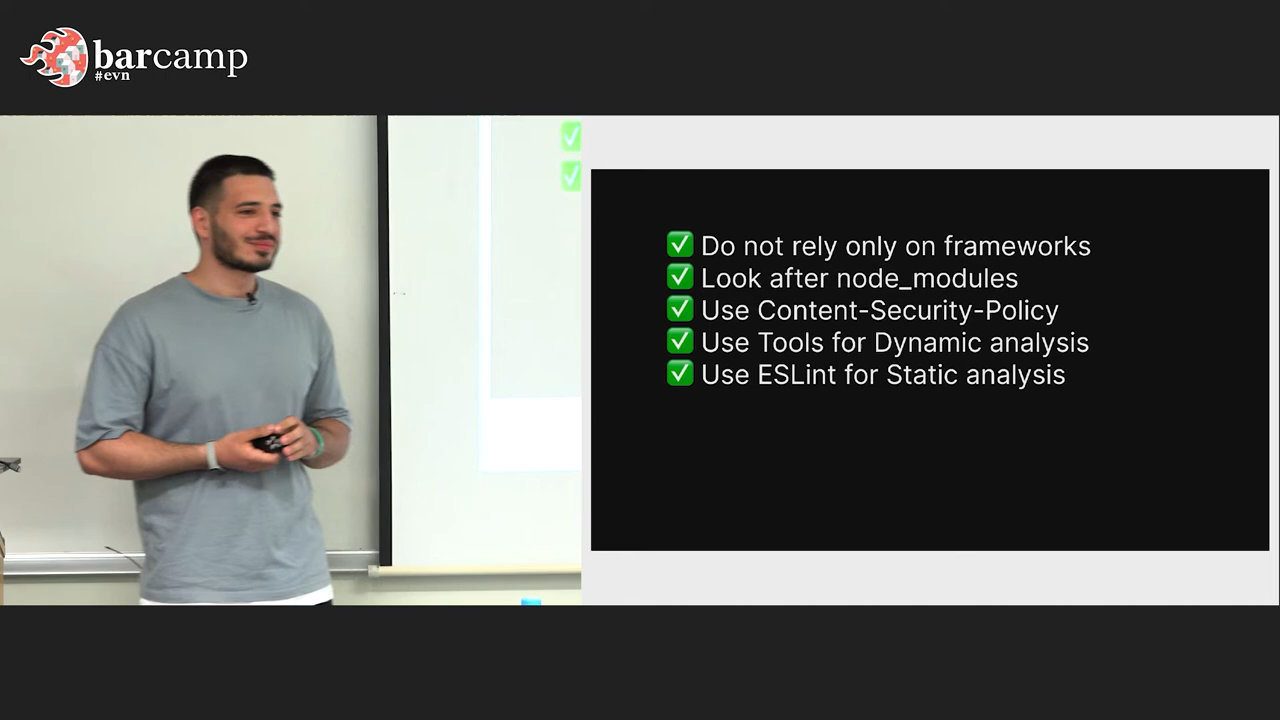 barcamp
#evn
✅ Do not rely only on frameworks
✅ Look after node_modules
✅ Use Content-Security-Policy
✅ Use Tools for Dynamic analysis
✅ Use ESLint for Static analysis